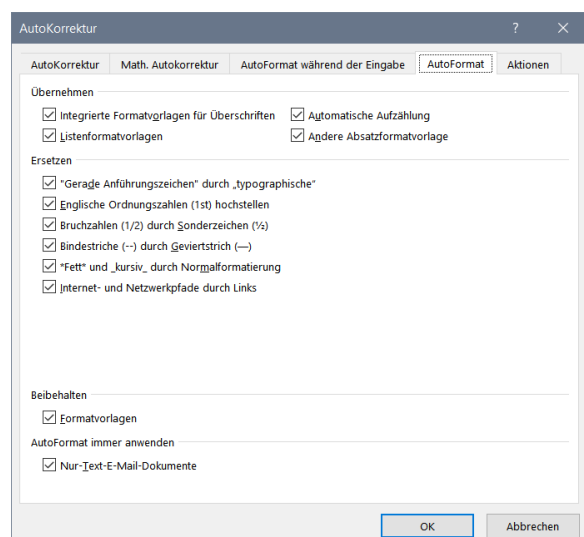 AutoKorrektur ?
AutoKorrektur Math. Autokorrektur AutoFormat während der Eingabe AutoFormat Aktionen
Übernehmen
Integrierte Formatvorlagen für Überschriften Automatische Aufzählung
Listenformatvorlagen Andere Absatzformatvorlage
Ersetzen
"Gerade Anführungszeichen" durch „typographische“
Englische Ordnungszahlen (1st) hochstellen
Bruchzahlen (1/2) durch Sonderzeichen (½)
Bindestriche (--) durch Geviertstrich (—)
*Fett* und _kursiv_ durch Normalformatierung
Internet- und Netzwerkpfade durch Links
Beibehalten
Formatvorlagen
AutoFormat immer anwenden
Nur-Text-E-Mail-Dokumente
OK Abbrechen